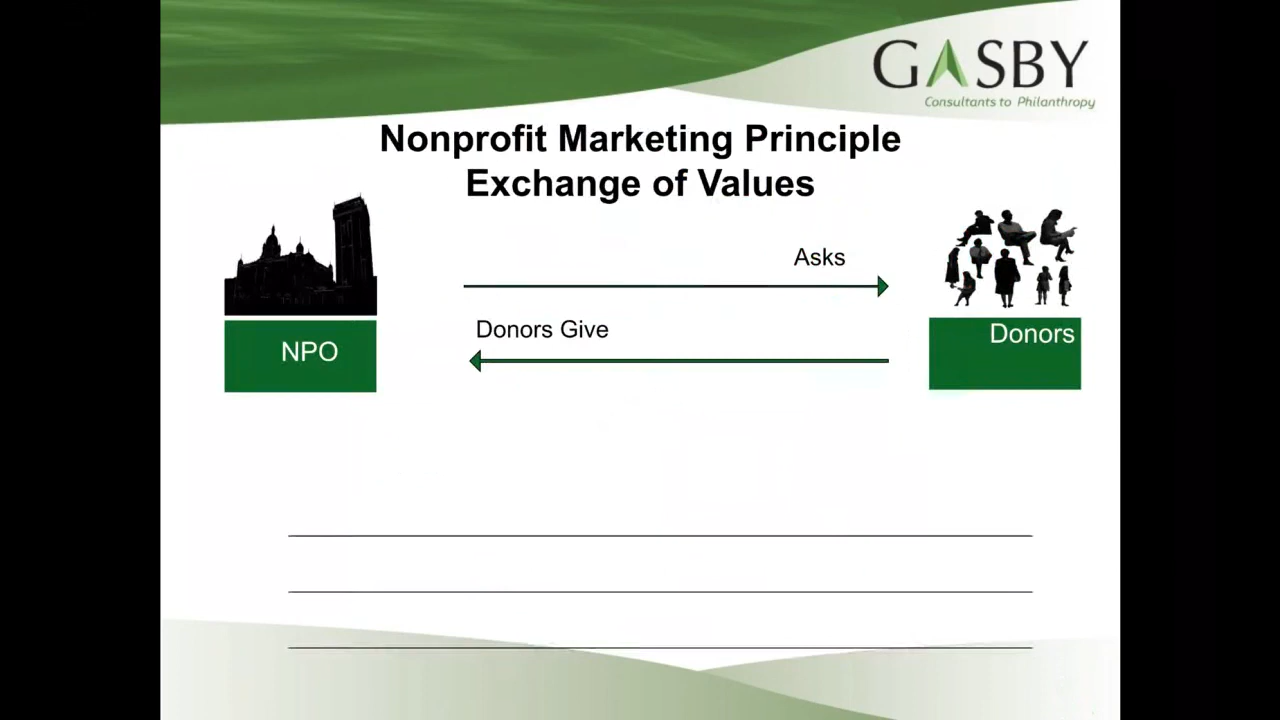 GASBY
Consultants to Philanthropy
Nonprofit Marketing Principle
Exchange of Values
Asks
Donors Give
NPO
Donors